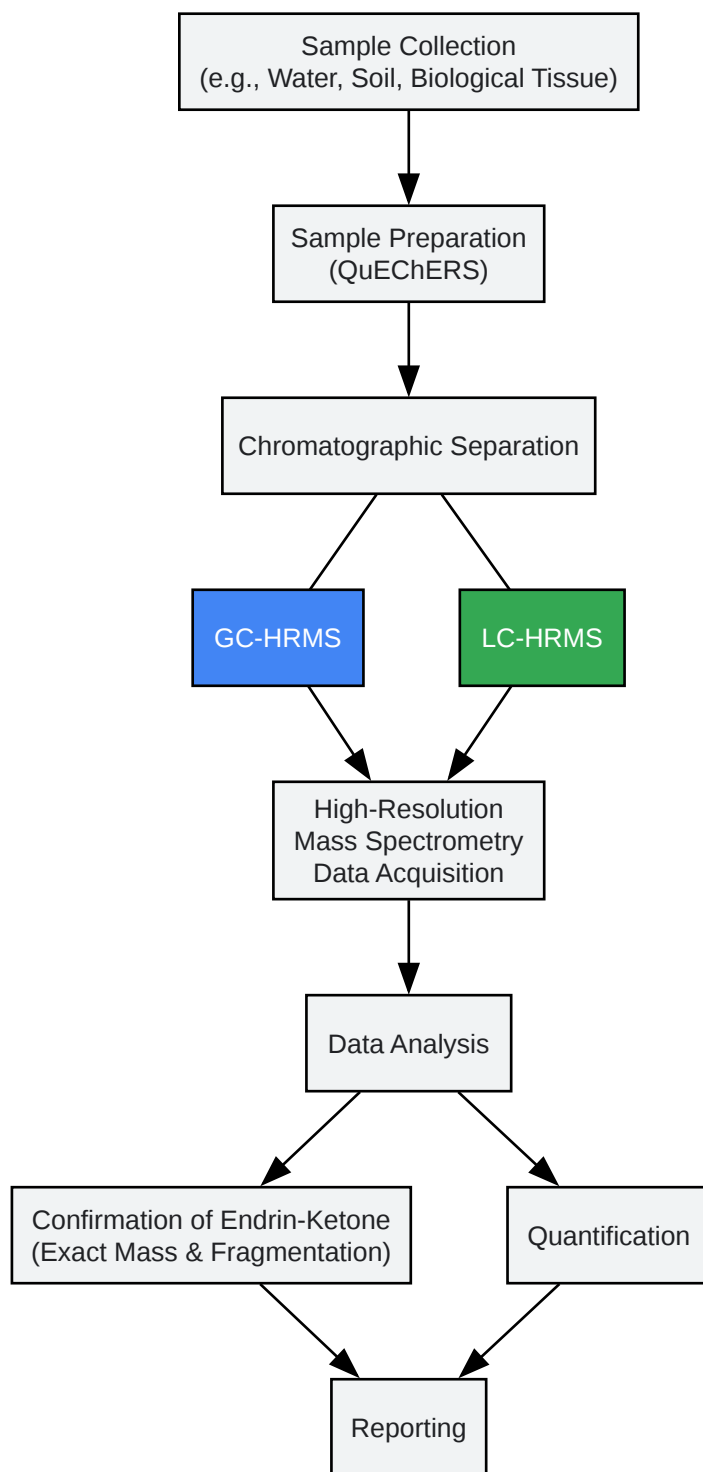 Sample Collection
(e.g., Water, Soil, Biological Tissue)
Sample Preparation
(QuEChERS)
Chromatographic Separation
GC-HRMS
LC-HRMS
High-Resolution
Mass Spectrometry
Data Acquisition
Data Analysis
Confirmation of Endrin-Ketone
(Exact Mass & Fragmentation)
Quantification
Reporting